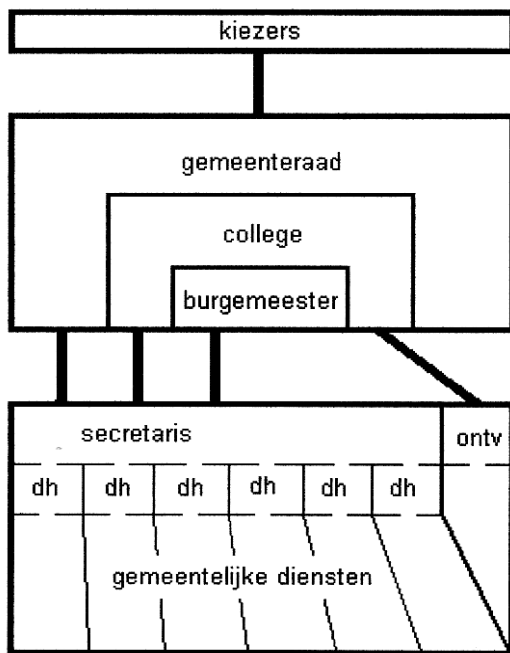 kiezers
gemeenteraad
college
burgemeester
secretaris ontv
dh dh dh dh dh dh
gemeentelijke diensten